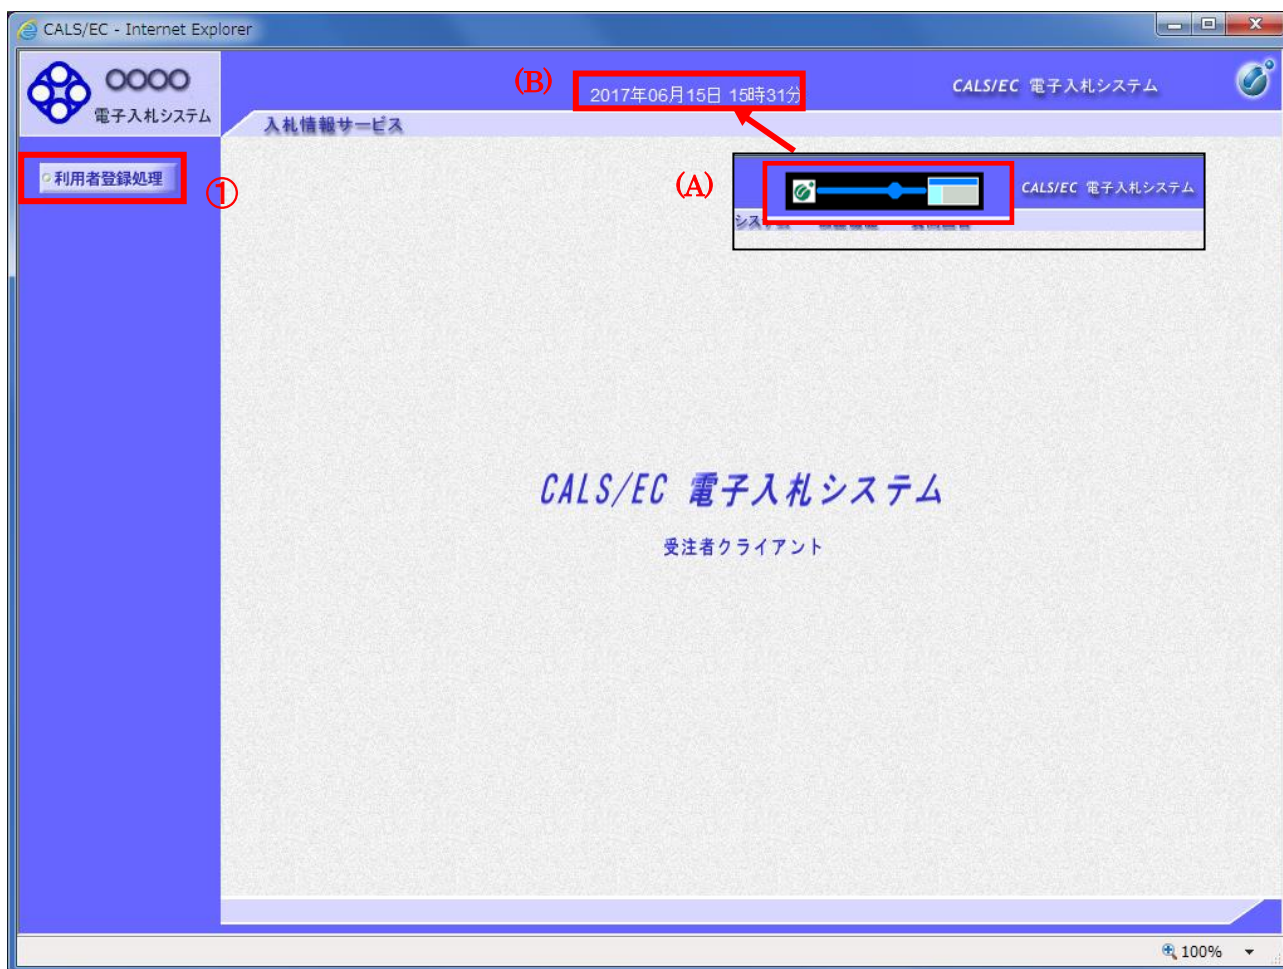 CALS/EC - Internet Explorer
○○○○
電子入札システム
(B)
2017年06月15日 15時31分
CALS/EC 電子入札システム
入札情報サービス
利用者登録処理
①
(A)
CALS/EC 電子入札システム
CALS/EC 電子入札システム
受注者クライアント
100%